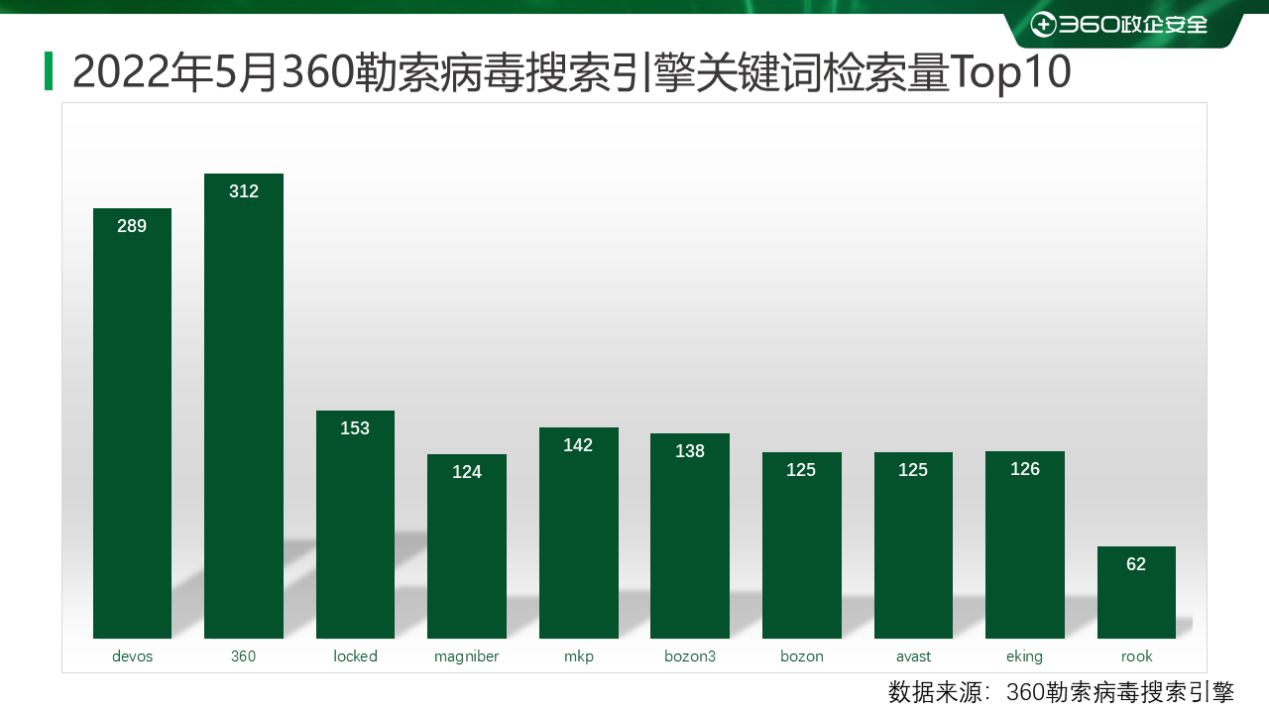 360政企安全
2022年5月360勒索病毒搜索引擎关键词检索量Top10
289
312
153
124
142
138
125
125
126
62
devos
360
locked
magniber
mkp
bozon3
bozon
avast
eking
rook
数据来源：360勒索病毒搜索引擎